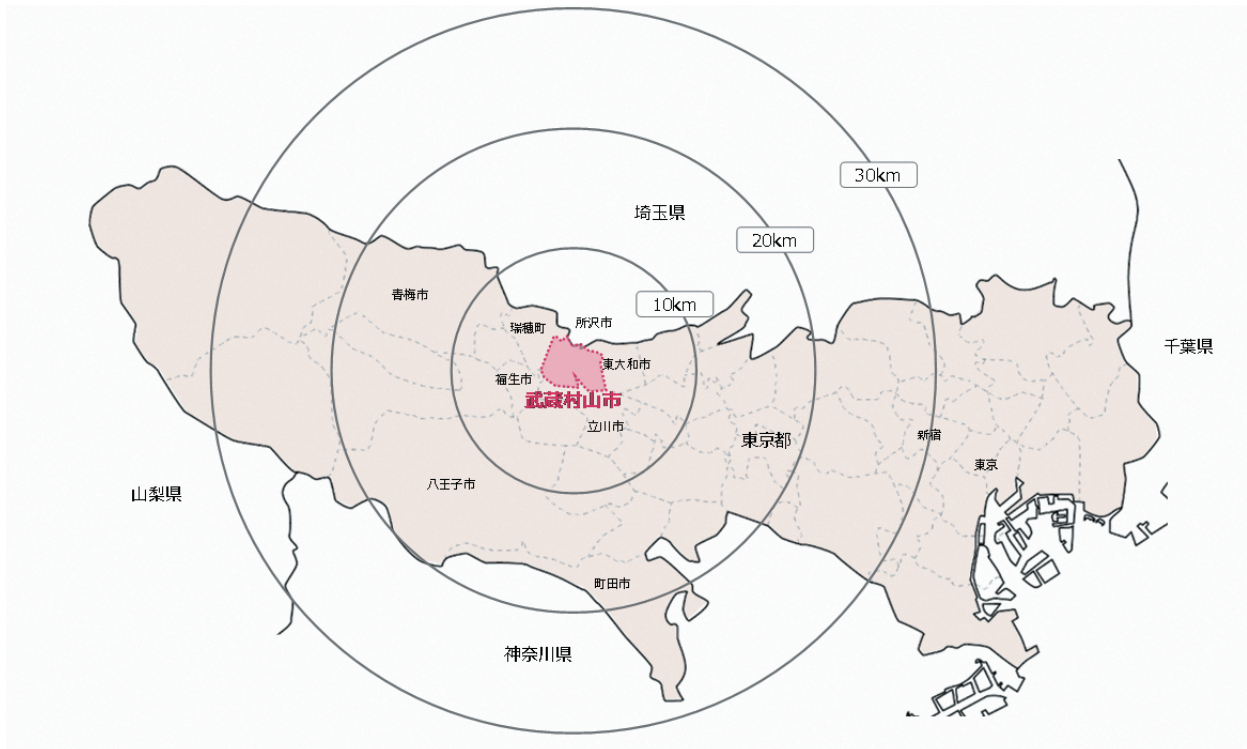 30km
埼玉県
20km
青梅市
10km
瑞穂町
所沢市
千葉県
東大和市
福生市
武蔵村山市
立川市
東京都
新宿
東京
八王子市
山梨県
町田市
神奈川県